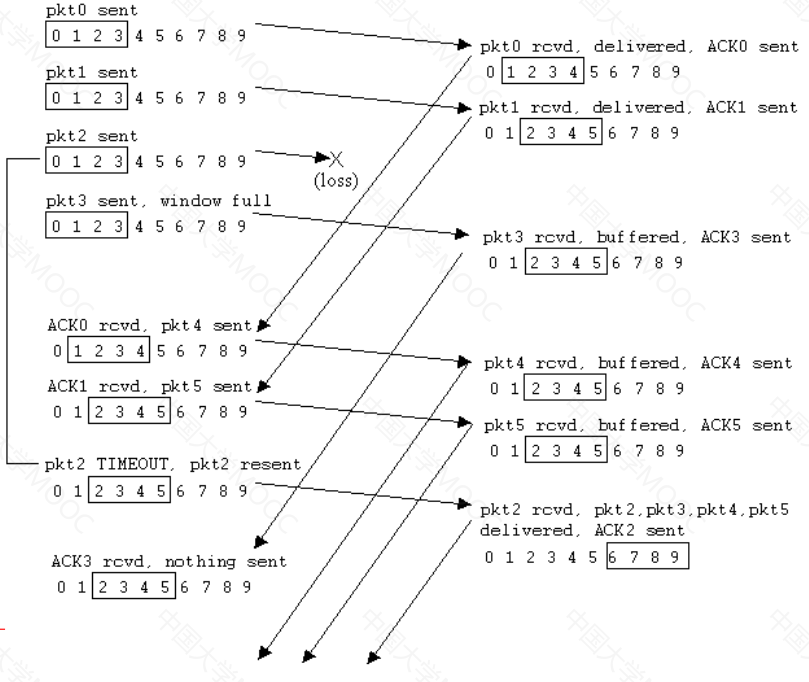 pkt0 sent
0 1 2 3 4 5 6 7 8 9
pkt1 sent
0 1 2 3 4 5 6 7 8 9
pkt2 sent
0 1 2 3 4 5 6 7 8 9
X
(loss)
pkt3 sent, window full
0 1 2 3 4 5 6 7 8 9
ACK0 rcvd, pkt4 sent
0 1 2 3 4 5 6 7 8 9
ACK1 rcvd, pkt5 sent
0 1 2 3 4 5 6 7 8 9
pkt2 TIMEOUT, pkt2 resent
0 1 2 3 4 5 6 7 8 9
ACK3 rcvd, nothing sent
0 1 2 3 4 5 6 7 8 9
pkt0 rcvd, delivered, ACK0 sent
0 1 2 3 4 5 6 7 8 9
pkt1 rcvd, delivered, ACK1 sent
0 1 2 3 4 5 6 7 8 9
pkt3 rcvd, buffered, ACK3 sent
0 1 2 3 4 5 6 7 8 9
pkt4 rcvd, buffered, ACK4 sent
0 1 2 3 4 5 6 7 8 9
pkt5 rcvd, buffered, ACK5 sent
0 1 2 3 4 5 6 7 8 9
pkt2 rcvd, pkt2,pkt3,pkt4,pkt5
delivered, ACK2 sent
0 1 2 3 4 5 6 7 8 9
中国大学MOOC